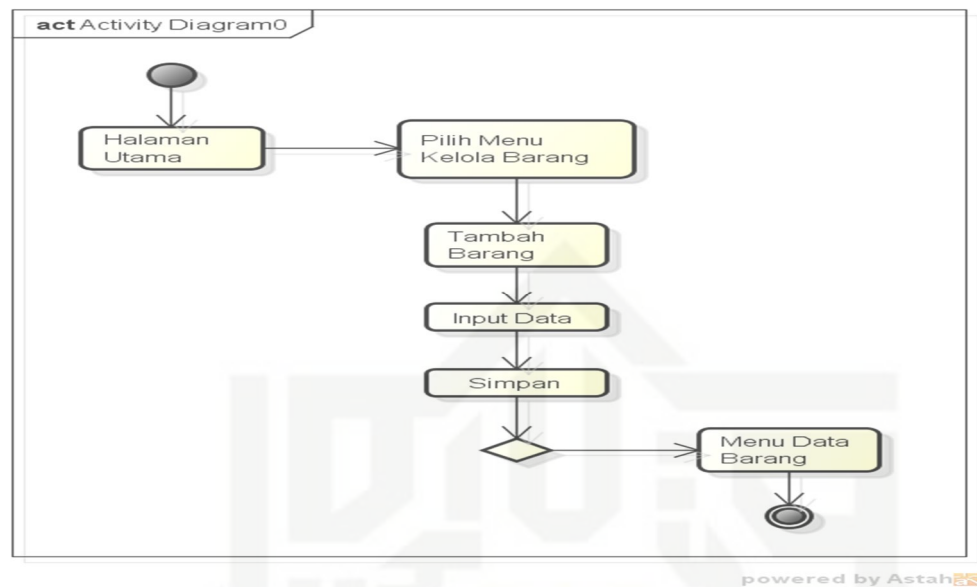 act Activity Diagram0
Halaman
Utama
Pilih Menu
Kelola Barang
Tambah
Barang
Input Data
Simpan
Menu Data
Barang
powered by Astah